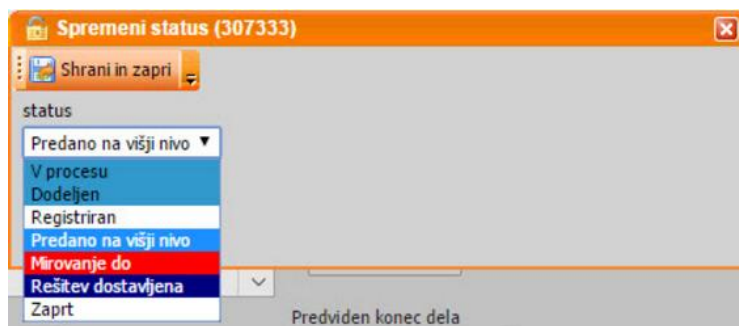 Spremeni status (307333)
Shrani in zapri
status
Predano na višji nivo
V procesu
Dodeljen
Registriran
Predano na višji nivo
Mirovanje do
Rešitev dostavljena
Zaprt
Predviden konec dela